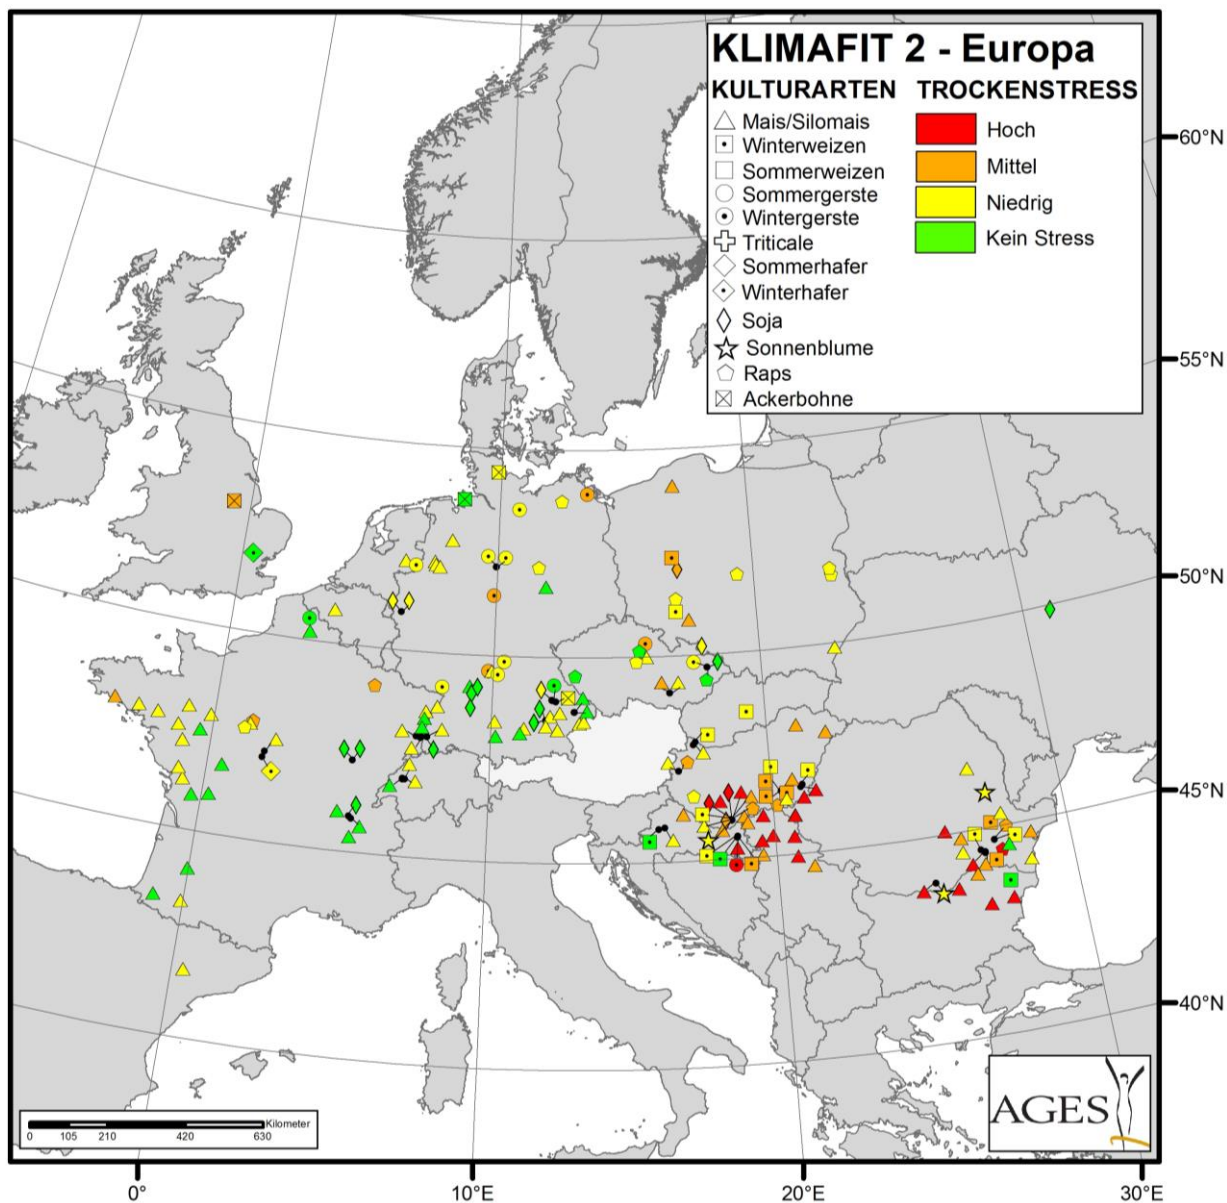 KLIMAFIT 2 - Europa
KULTURARTEN TROCKENSTRESS
Mais/Silomais
Winterweizen
Sommerweizen
Sommergerste
Wintergerste
Triticale
Sommerhafer
Winterhafer
Soja
Sonnenblume
Raps
Ackerbohne
Hoch
Mittel
Niedrig
Kein Stress
60°N
55°N
50°N
45°N
40°N
AGES
Kilometer
0 105 210 420 630
0° 10°E 20°E 30°E